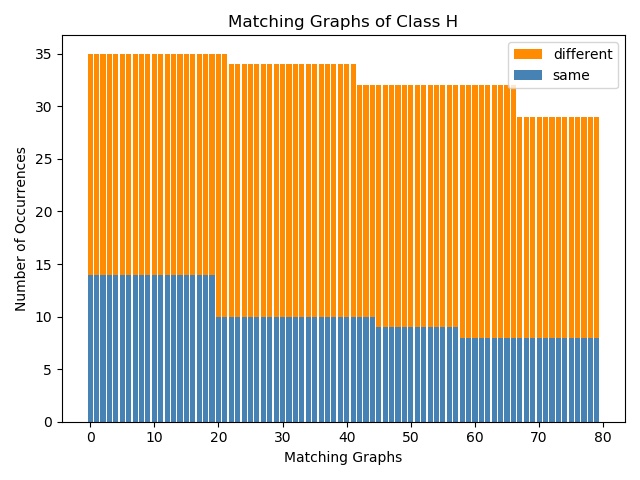 Matching Graphs of Class H
different
same
Number of Occurrences
35
30
25
20
15
10
5
0
0 10 20 30 40 50 60 70 80
Matching Graphs